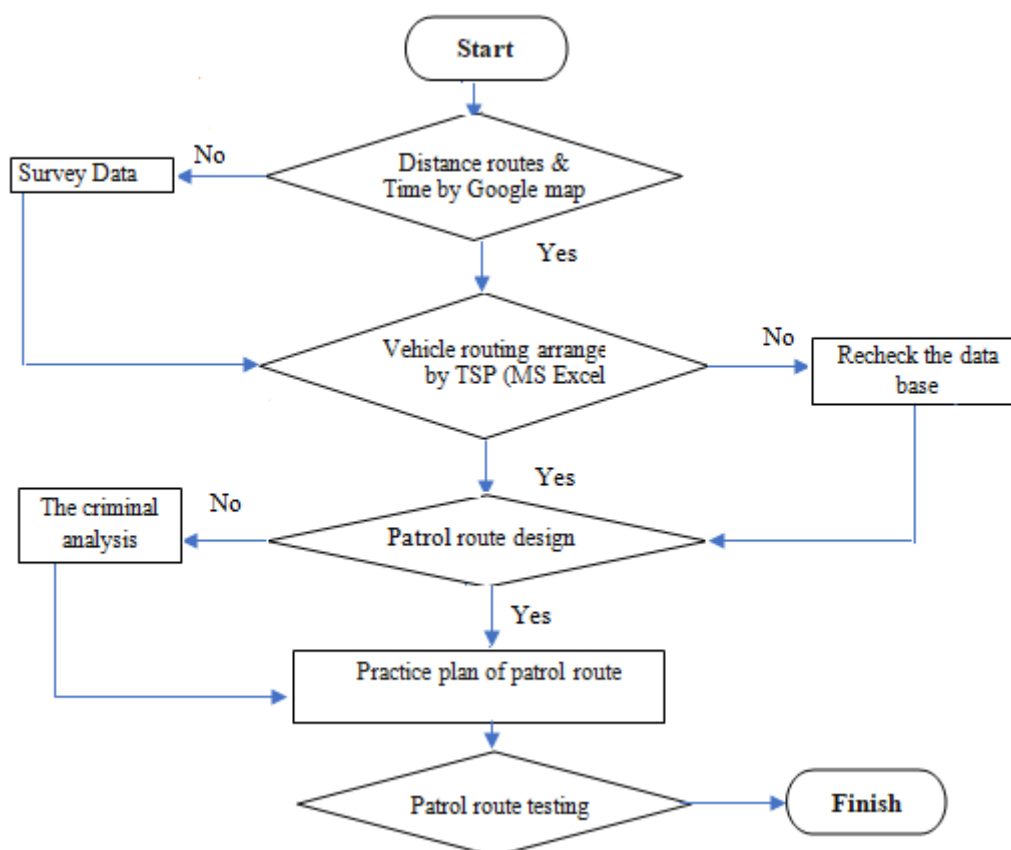 Start
Distance routes &
Time by Google map
No
Survey Data
Yes
Vehicle routing arrange
by TSP (MS Excel
No
Recheck the data
base
Yes
Patrol route design
No
The criminal
analysis
Yes
Practice plan of patrol route
Patrol route testing
Finish